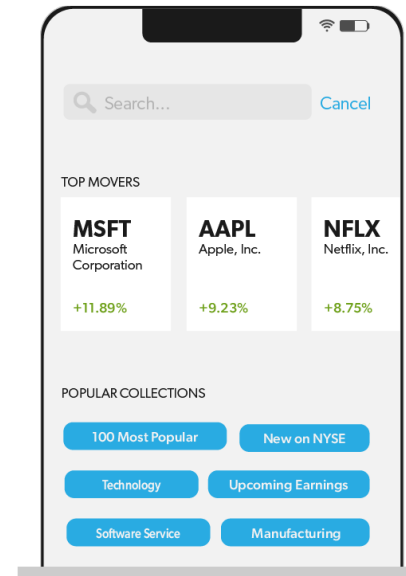 Search...
Cancel
TOP MOVERS
MSFT
Microsoft
Corporation
+11.89%
AAPL
Apple, Inc.
+9.23%
NFLX
Netflix, Inc.
+8.75%
POPULAR COLLECTIONS
100 Most Popular
New on NYSE
Technology
Upcoming Earnings
Software Service
Manufacturing